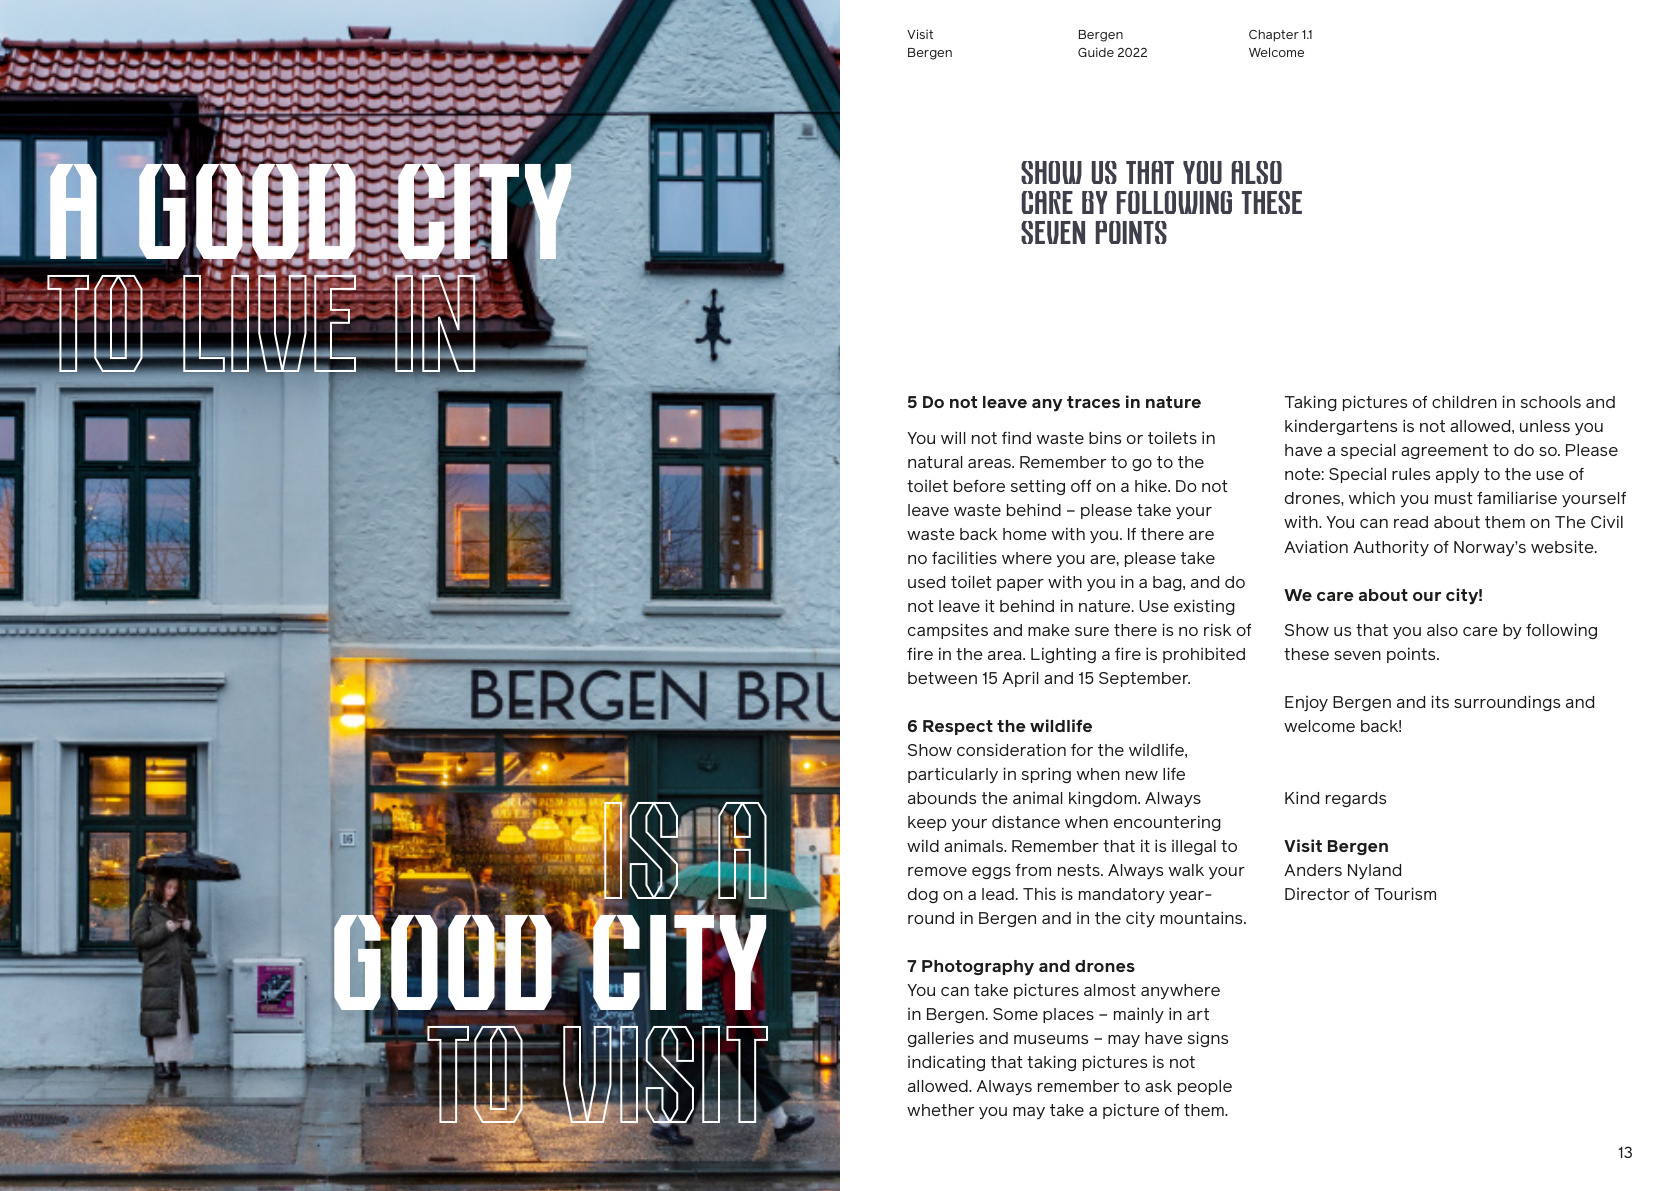 A GOOD CITY
TO LIVE IN
BERGEN BRU
16
IS A
GOOD CITY
TO VISIT
Visit
Bergen
Bergen
Guide 2022
Chapter 1.1
Welcome
SHOW US THAT YOU ALSO
CARE BY FOLLOWING THESE
SEVEN POINTS
5 Do not leave any traces in nature
You will not find waste bins or toilets in
natural areas. Remember to go to the
toilet before setting off on a hike. Do not
leave waste behind – please take your
waste back home with you. If there are
no facilities where you are, please take
used toilet paper with you in a bag, and do
not leave it behind in nature. Use existing
campsites and make sure there is no risk of
fire in the area. Lighting a fire is prohibited
between 15 April and 15 September.
6 Respect the wildlife
Show consideration for the wildlife,
particularly in spring when new life
abounds the animal kingdom. Always
keep your distance when encountering
wild animals. Remember that it is illegal to
remove eggs from nests. Always walk your
dog on a lead. This is mandatory year-
round in Bergen and in the city mountains.
7 Photography and drones
You can take pictures almost anywhere
in Bergen. Some places – mainly in art
galleries and museums – may have signs
indicating that taking pictures is not
allowed. Always remember to ask people
whether you may take a picture of them.
Taking pictures of children in schools and
kindergartens is not allowed, unless you
have a special agreement to do so. Please
note: Special rules apply to the use of
drones, which you must familiarise yourself
with. You can read about them on The Civil
Aviation Authority of Norway's website.
We care about our city!
Show us that you also care by following
these seven points.
Enjoy Bergen and its surroundings and
welcome back!
Kind regards
Visit Bergen
Anders Nyland
Director of Tourism
13